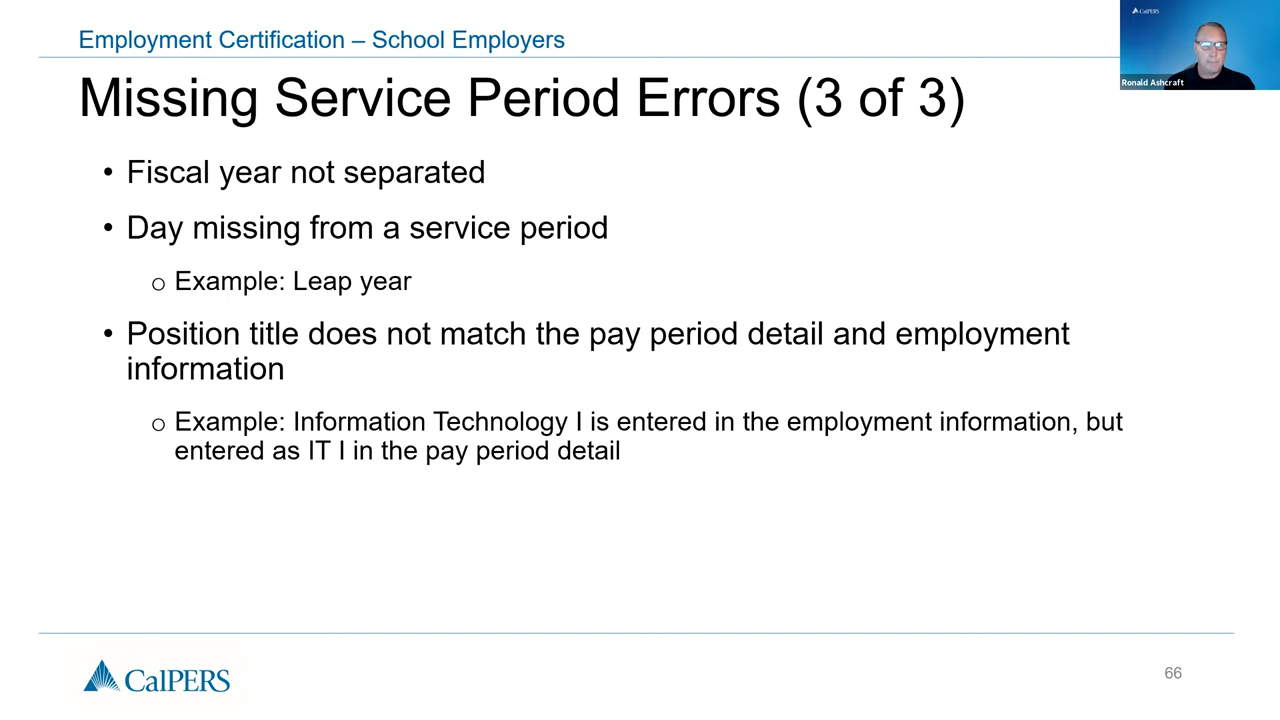 Employment Certification – School Employers
CalPERS
Ronald Ashcraft
Missing Service Period Errors (3 of 3)
• Fiscal year not separated
• Day missing from a service period
o Example: Leap year
• Position title does not match the pay period detail and employment
information
o Example: Information Technology I is entered in the employment information, but
entered as IT I in the pay period detail
CalPERS
66